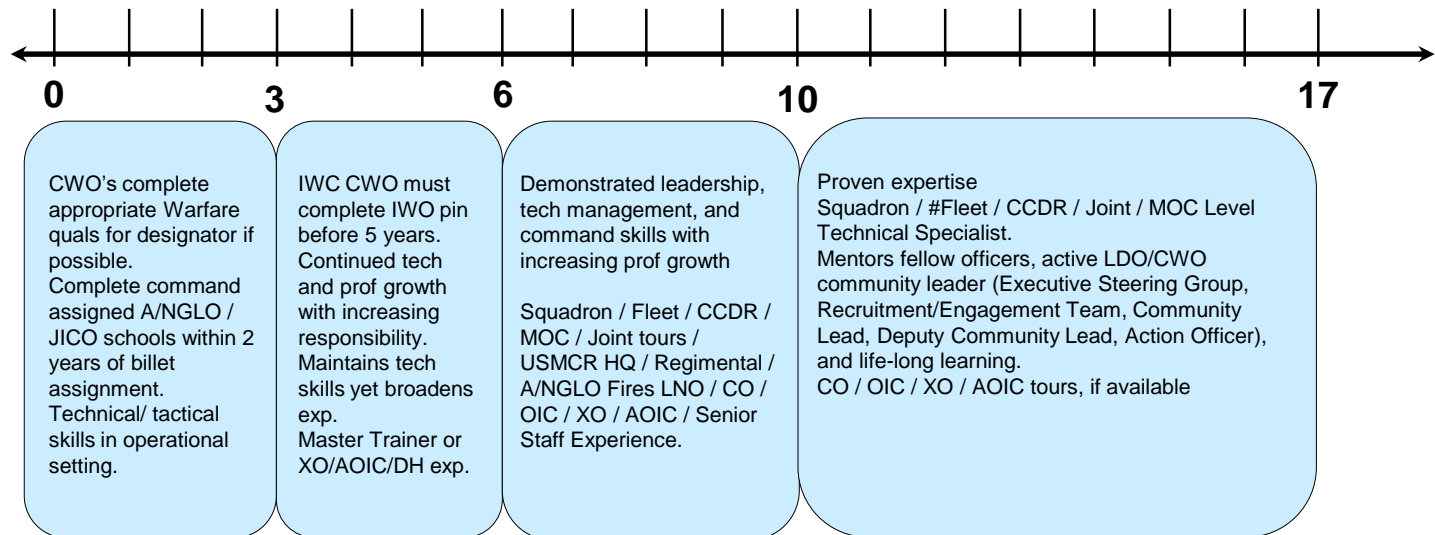 0
3
6
10
17
CWO’s complete
appropriate Warfare
quals for designator if
possible.
Complete command
assigned A/NGLO /
JICO schools within 2
years of billet
assignment.
Technical/ tactical
skills in operational
setting.
IWC CWO must
complete IWO pin
before 5 years.
Continued tech
and prof growth
with increasing
responsibility.
Maintains tech
skills yet broadens
exp.
Master Trainer or
XO/AOIC/DH exp.
Demonstrated leadership,
tech management, and
command skills with
increasing prof growth
Squadron / Fleet / CCDR /
MOC / Joint tours /
USMCR HQ / Regimental /
A/NGLO Fires LNO / CO /
OIC / XO / AOIC / Senior
Staff Experience.
Proven expertise
Squadron / #Fleet / CCDR / Joint / MOC Level
Technical Specialist.
Mentors fellow officers, active LDO/CWO
community leader (Executive Steering Group,
Recruitment/Engagement Team, Community
Lead, Deputy Community Lead, Action Officer),
and life-long learning.
CO / OIC / XO / AOIC tours, if available